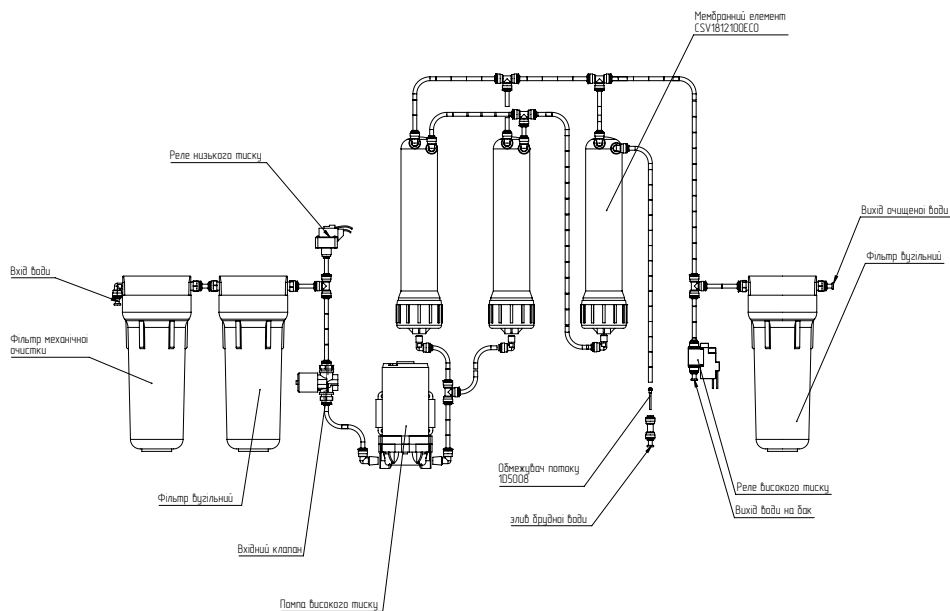 Мембранний елемент
CSV1812100ECO
Реле низького тиску
Вихід очищеної води
Фільтр вугільний
Вхід води
Фільтр механічної
очистки
Обмежувач потоку
1D5008
Реле високого тиску
Фільтр вугільний
Вихід води на бак
злив брудної води
Вхідний клапан
Помпа високого тиску